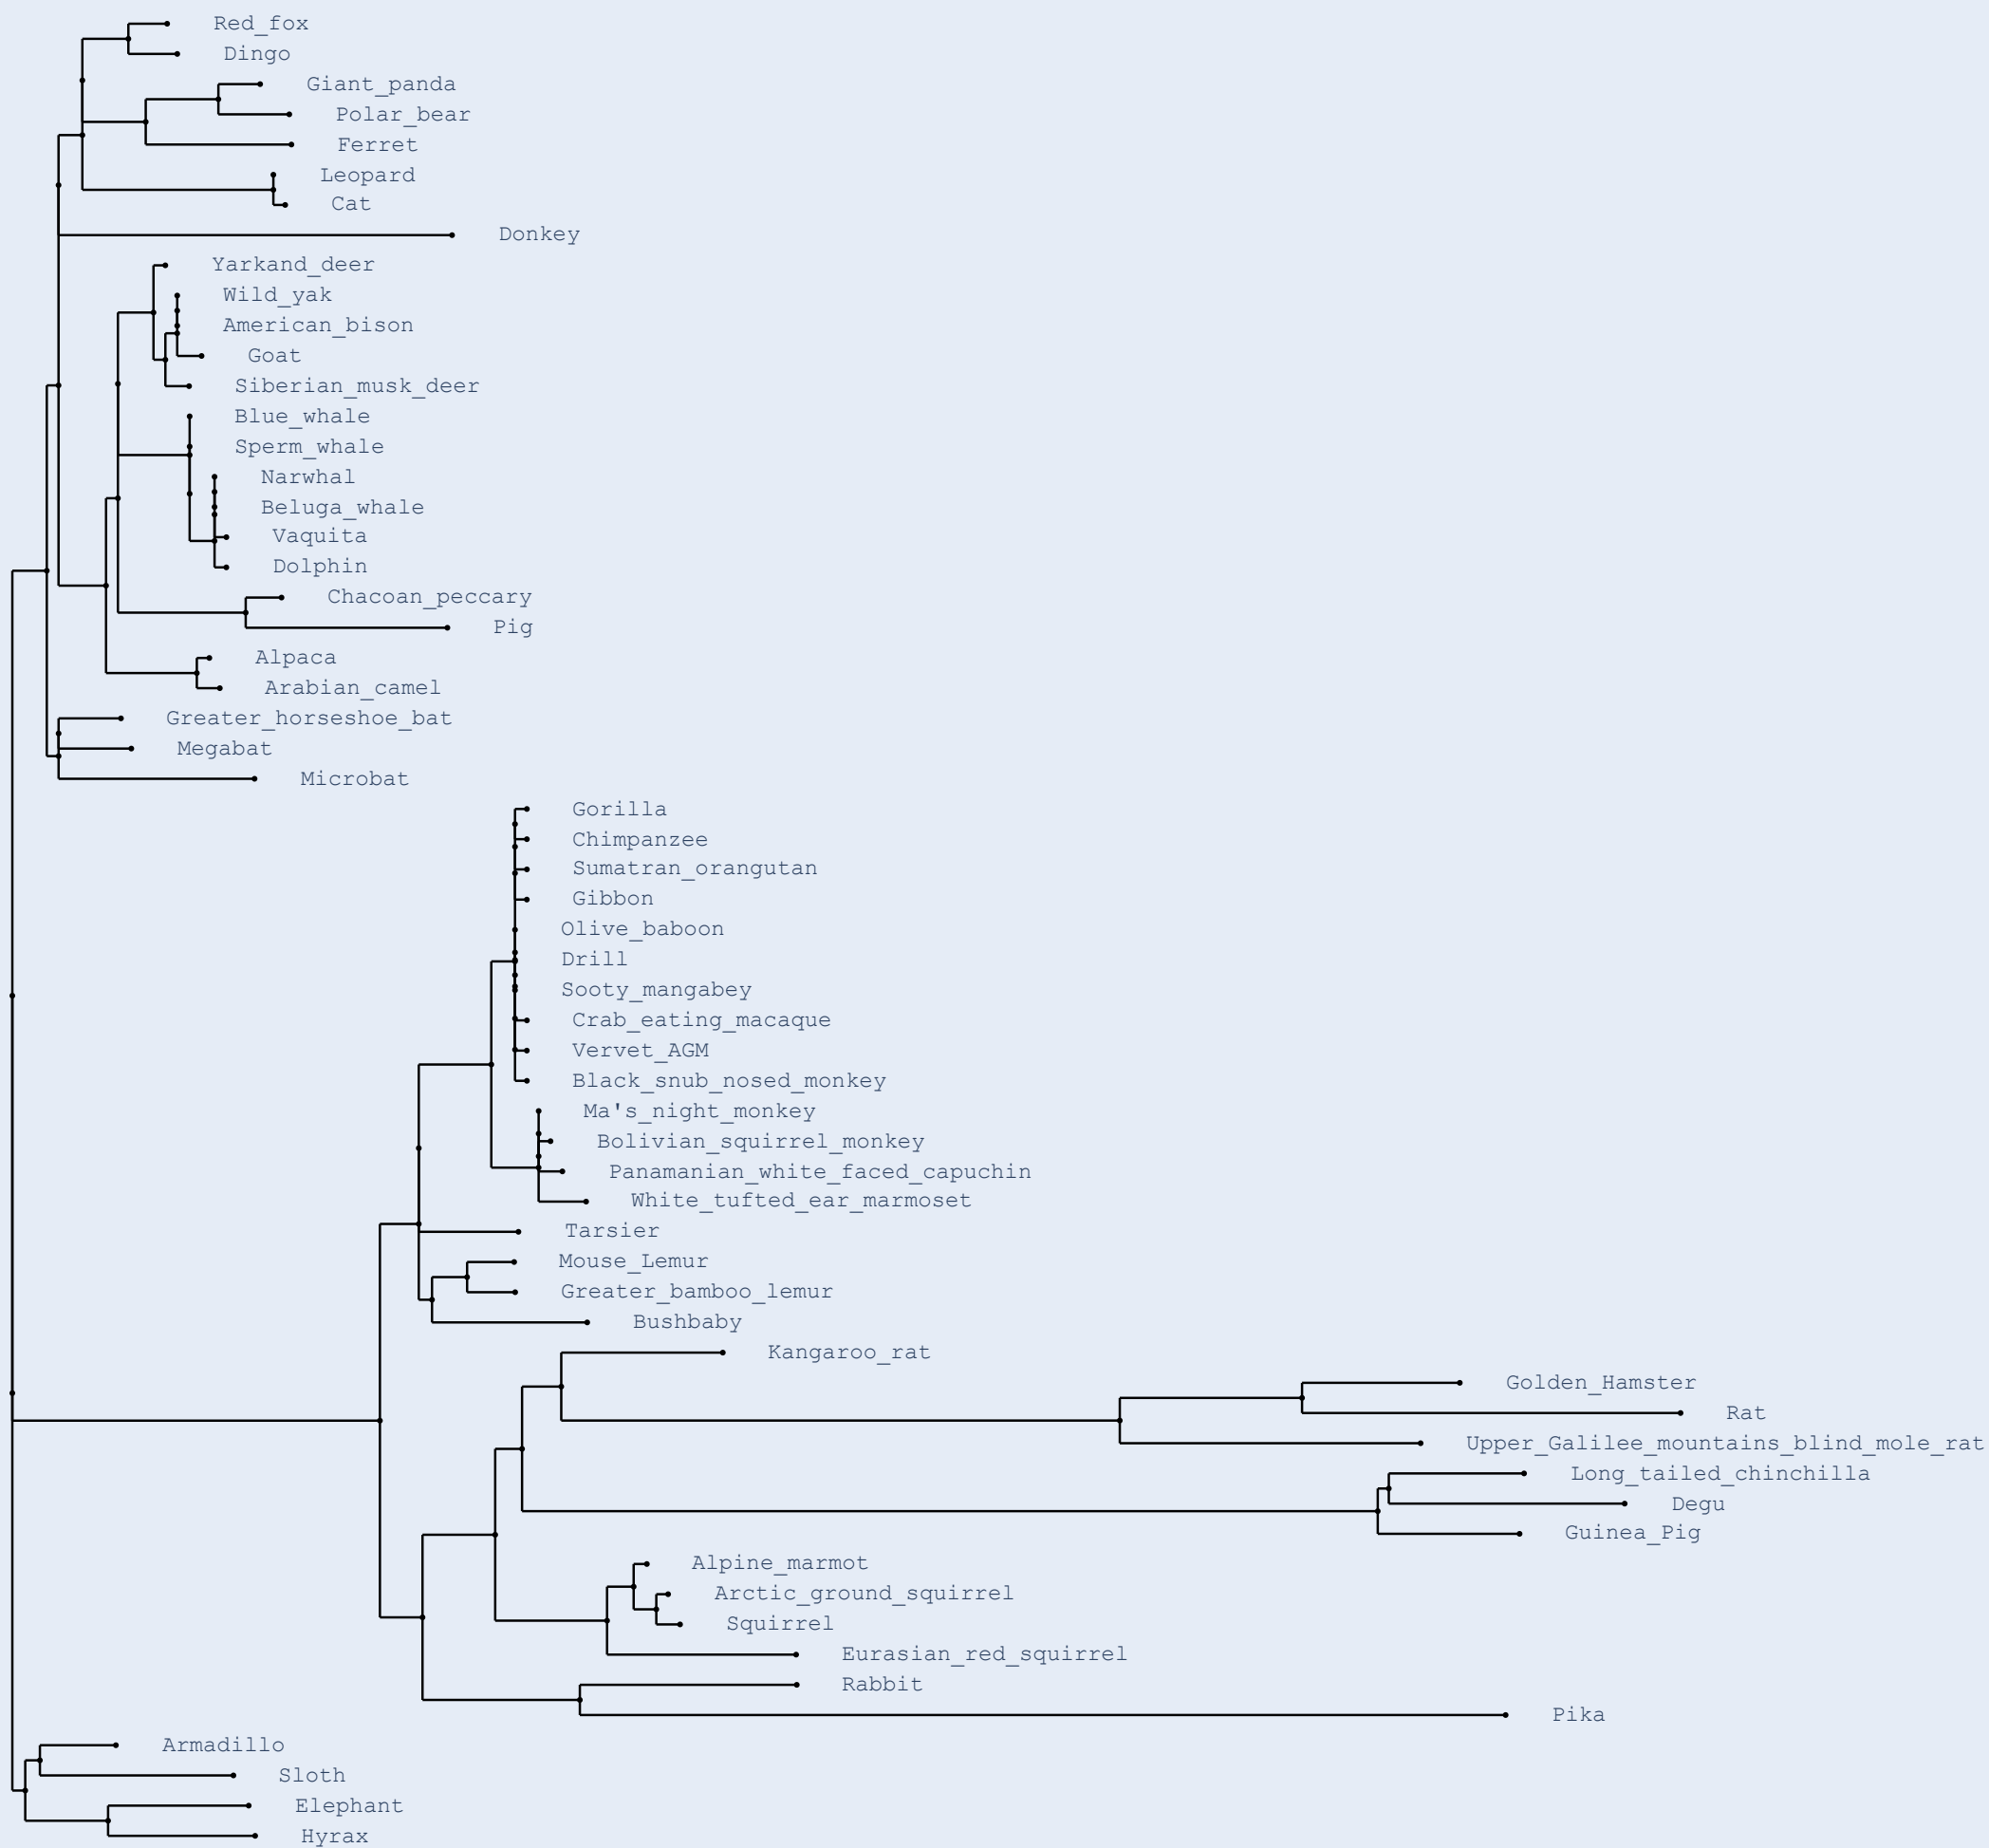 Red_fox
Dingo
Giant_panda
Polar_bear
Ferret
Leopard
Cat
Donkey
Yarkand_deer
Wild_yak
American_bison
Goat
Siberian_musk_deer
Blue_whale
Sperm_whale
Narwhal
Beluga_whale
Vaquita
Dolphin
Chacoan_peccary
Pig
Alpaca
Arabian_camel
Greater_horseshoe_bat
Megabat
Microbat
Gorilla
Chimpanzee
Sumatran_orangutan
Gibbon
Olive_baboon
Drill
Sooty_mangabey
Crab_eating_macaque
Vervet_AGM
Black_snub_nosed_monkey
Ma's_night_monkey
Bolivian_squirrel_monkey
Panamanian_white_faced_capuchin
White_tufted_ear_marmoset
Tarsier
Mouse_Lemur
Greater_bamboo_lemur
Bushbaby
Kangaroo_rat
Golden_Hamster
Rat
Upper_Galilee_mountains_blind_mole_rat
Long_tailed_chinchilla
Degu
Guinea_Pig
Alpine_marmot
Arctic_ground_squirrel
Squirrel
Eurasian_red_squirrel
Rabbit
Pika
Armadillo
Sloth
Elephant
Hyrax